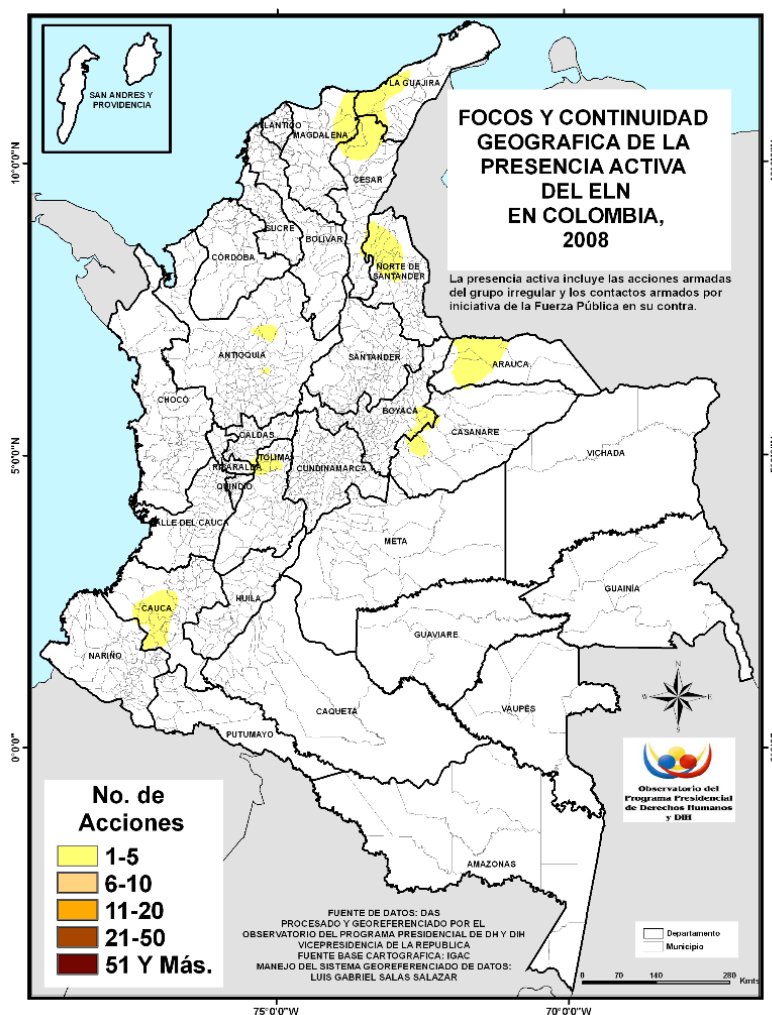 SAN ANDRES Y
PROVIDENCIA
FOCOS Y CONTINUIDAD
GEOGRAFICA DE LA
PRESENCIA ACTIVA
DEL ELN
EN COLOMBIA,
2008
La presencia activa incluye las acciones armadas
del grupo irregular y los contactos armados por
iniciativa de la Fuerza Pública en su contra.
LA GUAJIRA
ATLANTICO
MAGDALENA
CESAR
SUCRE
BOLIVAR
CÓRDOBA
NORTE DE
SANTANDER
ANTIOQUIA
SANTANDER
ARAUCA
CHOCÓ
BOYACA
CASANARE
CALDAS
VICHADA
RISARALDA
TOLIMA
CUNDINAMARCA
QUINDIO
VALLE DEL CAUCA
META
GUAINÍA
CAUCA
HUILA
GUAVIARE
NARIÑO
CAQUETA
VAUPÉS
PUTUMAYO
AMAZONAS
10°0'0"N
5°0'0"N
0°0'0"
75°0'0"W
70°0'0"W
N
W
E
S
Observatorio del
Programa Presidencial
de Derechos Humanos
y DIH
No. de
Acciones
1-5
6-10
11-20
21-50
51 Y Más.
FUENTE DE DATOS: DAS
PROCESADO Y GEOREFERENCIADO POR EL
OBSERVATORIO DEL PROGRAMA PRESIDENCIAL DE DH Y DIH
VICEPRESIDENCIA DE LA REPUBLICA
FUENTE BASE CARTOGRAFICA: IGAC
MANEJO DEL SISTEMA GEOREFERENCIADO DE DATOS:
LUIS GABRIEL SALAS SALAZAR
Departamento
Municipio
0 70 140 280
Kmts